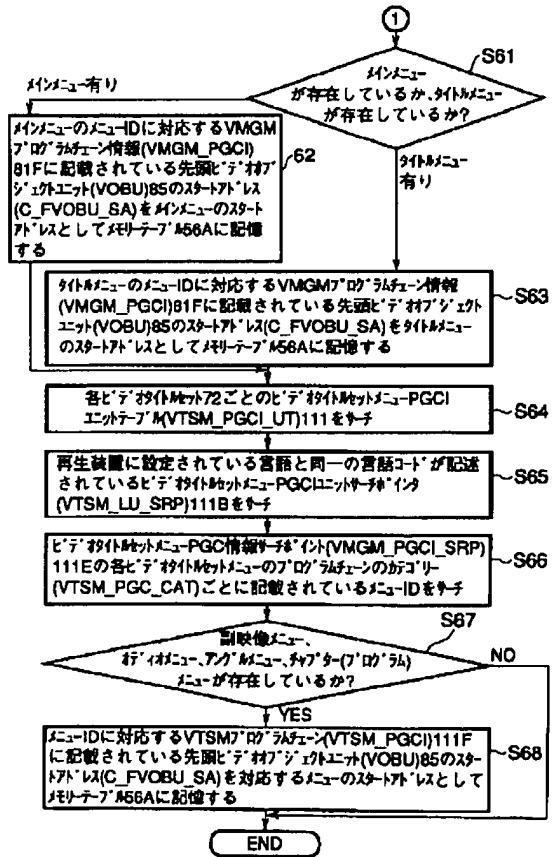 1
S61
メインメニュー
が存在しているか、タイトルメニュー
が存在しているか?
メインメニュー有り
タイトルメニュー
有り
62
メインメニューのメニューIDに対応するVMGM
プログラムチェーン情報(VMGM_PGCI)
81Fに記載されている先頭ビデオオブ
ジェクトユニット(VOBU)85のスタートアドレス
(C_FVOBU_SA)をメインメニューのスタート
アドレスとしてメモリーテーブル56Aに記憶
する
タイトルメニューのメニューIDに対応するVMGMプログラムチェーン情報
(VMGM_PGCI)81Fに記載されている先頭ビデオオブジェクト
ユニット(VOBU)85のスタートアドレス(C_FVOBU_SA)をタイトルメニュー
のスタートアドレスとしてメモリーテーブル56Aに記憶する
S63
各ビデオタイトルセット72ごとのビデオタイトルセットメニューPGCI
ユニットテーブル(VTSM_PGCI_UT)111をサーチ
S64
再生装置に設定されている言語と同一の言語コードが記述
されているビデオタイトルセットメニューPGCIユニットサーチポインタ
(VTSM_LU_SRP)111Bをサーチ
S65
ビデオタイトルセットメニューPGC情報サーチポイント(VMGM_PGCI_SRP)
111Eの各ビデオタイトルセットメニューのプログラムチェーンのカテゴリー
(VTSM_PGC_CAT)ごとに記載されているメニューIDをサーチ
S66
S67
副映像メニュー、
オーディオメニュー、アングルメニュー、チャプター(プログラム)
メニューが存在しているか?
NO
YES
メニューIDに対応するVTSMプログラムチェーン(VTSM_PGCI)111F
に記載されている先頭ビデオオブジェクトユニット(VOBU)85のスター
トアドレス(C_FVOBU_SA)を対応するメニューのスタートアドレスとして
メモリーテーブル56Aに記憶する
S68
END